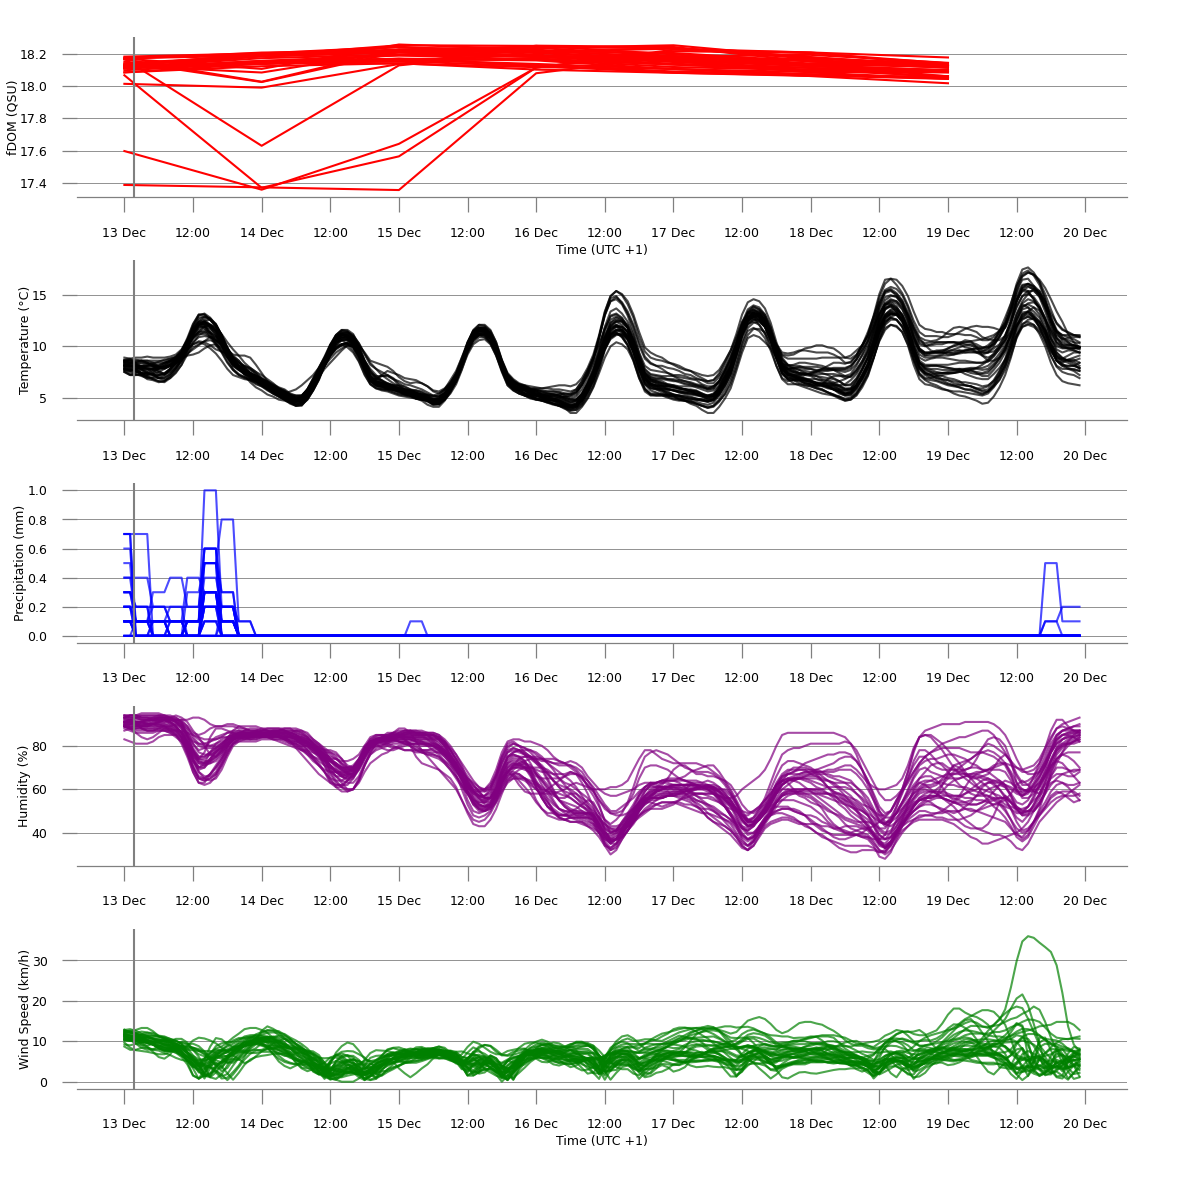 fDOM (QSU)
18.2
18.0
17.8
17.6
17.4
13 Dec 12:00 14 Dec 12:00 15 Dec 12:00 16 Dec 12:00 17 Dec 12:00 18 Dec 12:00 19 Dec 12:00 20 Dec
Time (UTC +1)
Temperature (°C)
15
10
5
13 Dec 12:00 14 Dec 12:00 15 Dec 12:00 16 Dec 12:00 17 Dec 12:00 18 Dec 12:00 19 Dec 12:00 20 Dec
Precipitation (mm)
1.0
0.8
0.6
0.4
0.2
0.0
13 Dec 12:00 14 Dec 12:00 15 Dec 12:00 16 Dec 12:00 17 Dec 12:00 18 Dec 12:00 19 Dec 12:00 20 Dec
Humidity (%)
80
60
40
13 Dec 12:00 14 Dec 12:00 15 Dec 12:00 16 Dec 12:00 17 Dec 12:00 18 Dec 12:00 19 Dec 12:00 20 Dec
Wind Speed (km/h)
30
20
10
0
13 Dec 12:00 14 Dec 12:00 15 Dec 12:00 16 Dec 12:00 17 Dec 12:00 18 Dec 12:00 19 Dec 12:00 20 Dec
Time (UTC +1)